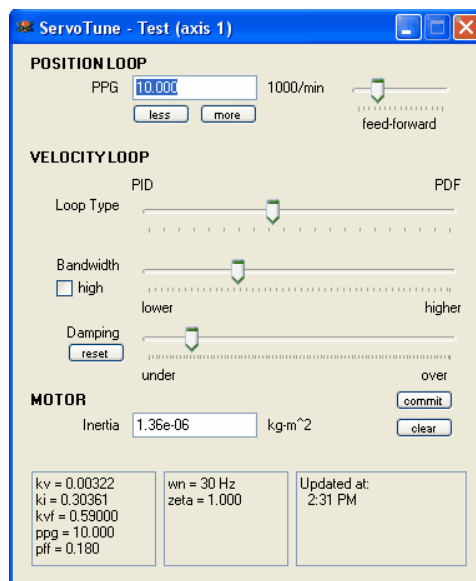 ServoTune - Test (axis 1)
POSITION LOOP
PPG 10.000 1000/min
less more
feed-forward
VELOCITY LOOP
PID PDF
Loop Type
Bandwidth
high
lower higher
Damping
reset
under over
MOTOR
commit
Inertia 1.36e-06 kg-m^2
clear
kv = 0.00322
ki = 0.30361
kvf = 0.59000
ppg = 10.000
pff = 0.180
wn = 30 Hz
zeta = 1.000
Updated at:
2:31 PM